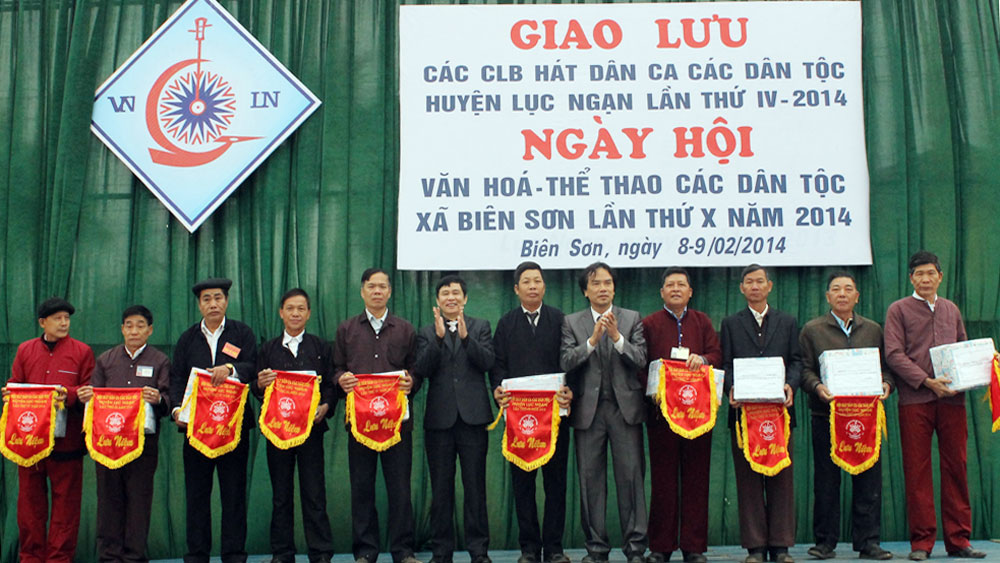 VN LN
GIAO LƯU
CÁC CLB HÁT DÂN CA CÁC DÂN TỘC
HUYỆN LỤC NGẠN LẦN THỨ IV-2014
NGÀY HỘI
VĂN HOÁ-THỂ THAO CÁC DÂN TỘC
XÃ BIÊN SƠN LẦN THỨ X NĂM 2014
Biên Sơn, ngày 8-9/02/2014
Lưu Niệm
Lưu Niệm
Lưu Niệm
Lưu Niệm
Lưu Niệm
Lưu Niệm
Lưu Niệm
Lưu Niệm
Lưu Niệm